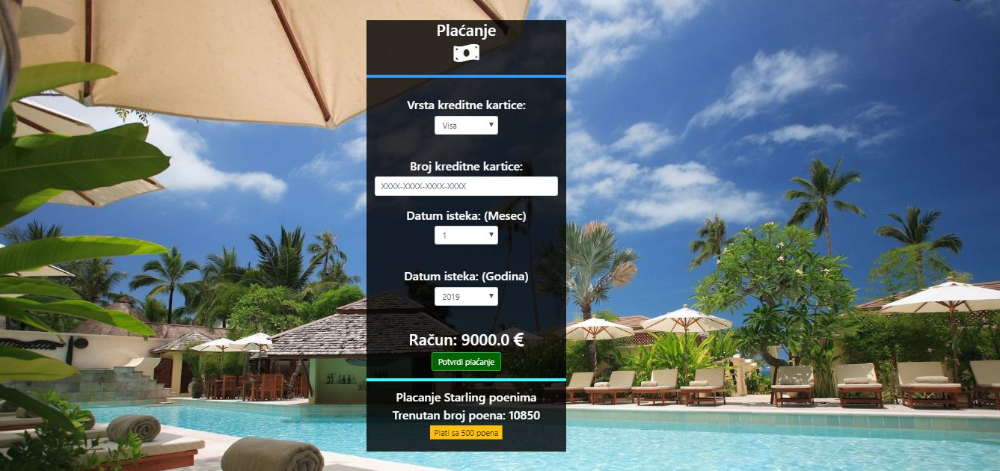 Plaćanje
Vrsta kreditne kartice:
Visa
Broj kreditne kartice:
XXXX-XXXX-XXXX-XXXX
Datum isteka: (Mesec)
1
Datum isteka: (Godina)
2019
Račun: 9000.0 €
Potvrdi plaćanje
Placanje Starling poenima
Trenutan broj poena: 10850
Plati sa 500 poena